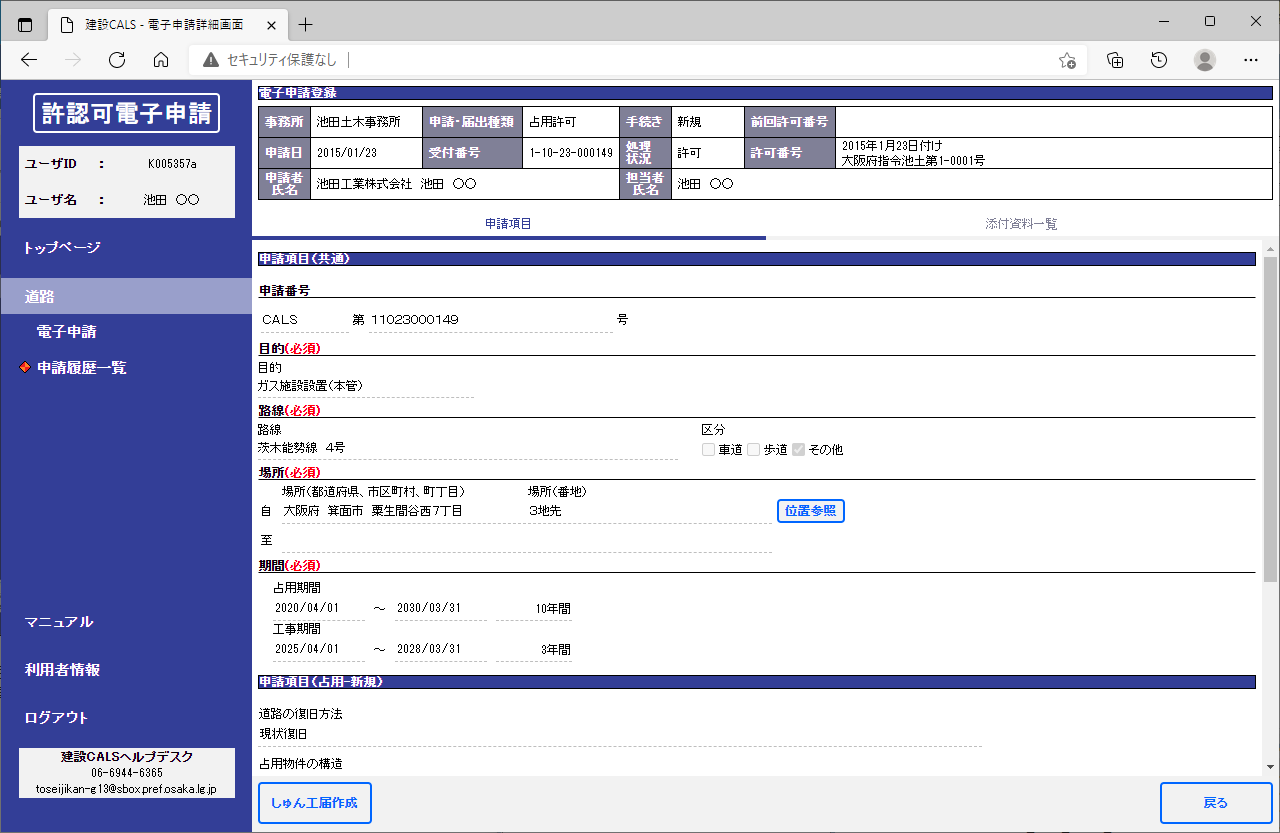 建設CALS - 電子申請詳細画面
セキュリティ保護なし
許認可電子申請
ユーザID : K005357a
ユーザ名 : 池田 〇〇
トップページ
道路
電子申請
申請履歴一覧
マニュアル
利用者情報
ログアウト
建設CALSヘルプデスク
06-6944-6365
toseijikan-g13@sbox.pref.osaka.lg.jp
電子申請登録
事務所 池田土木事務所 申請・届出種類 占用許可 手続き 新規 前回許可番号
申請日 2015/01/23 受付番号 1-10-23-000149 処理状況 許可 許可番号 2015年1月23日付け
大阪府指令池土第1-0001号
申請者氏名 池田工業株式会社 池田 〇〇 担当者氏名 池田 〇〇
申請項目 添付資料一覧
申請項目(共通)
申請番号
CALS 第 11023000149 号
目的(必須)
目的
ガス施設設置(本管)
路線(必須)
路線 区分
茨木能勢線 4号 車道 歩道 その他
場所(必須)
場所(都道府県、市区町村、町丁目) 場所(番地)
自 大阪府 箕面市 粟生間谷西7丁目 3地先 位置参照
至
期間(必須)
占用期間
2020/04/01 ～ 2030/03/31 10年間
工事期間
2025/04/01 ～ 2028/03/31 3年間
申請項目(占用-新規)
道路の復旧方法
現状復旧
占用物件の構造
しゅん工届作成 戻る